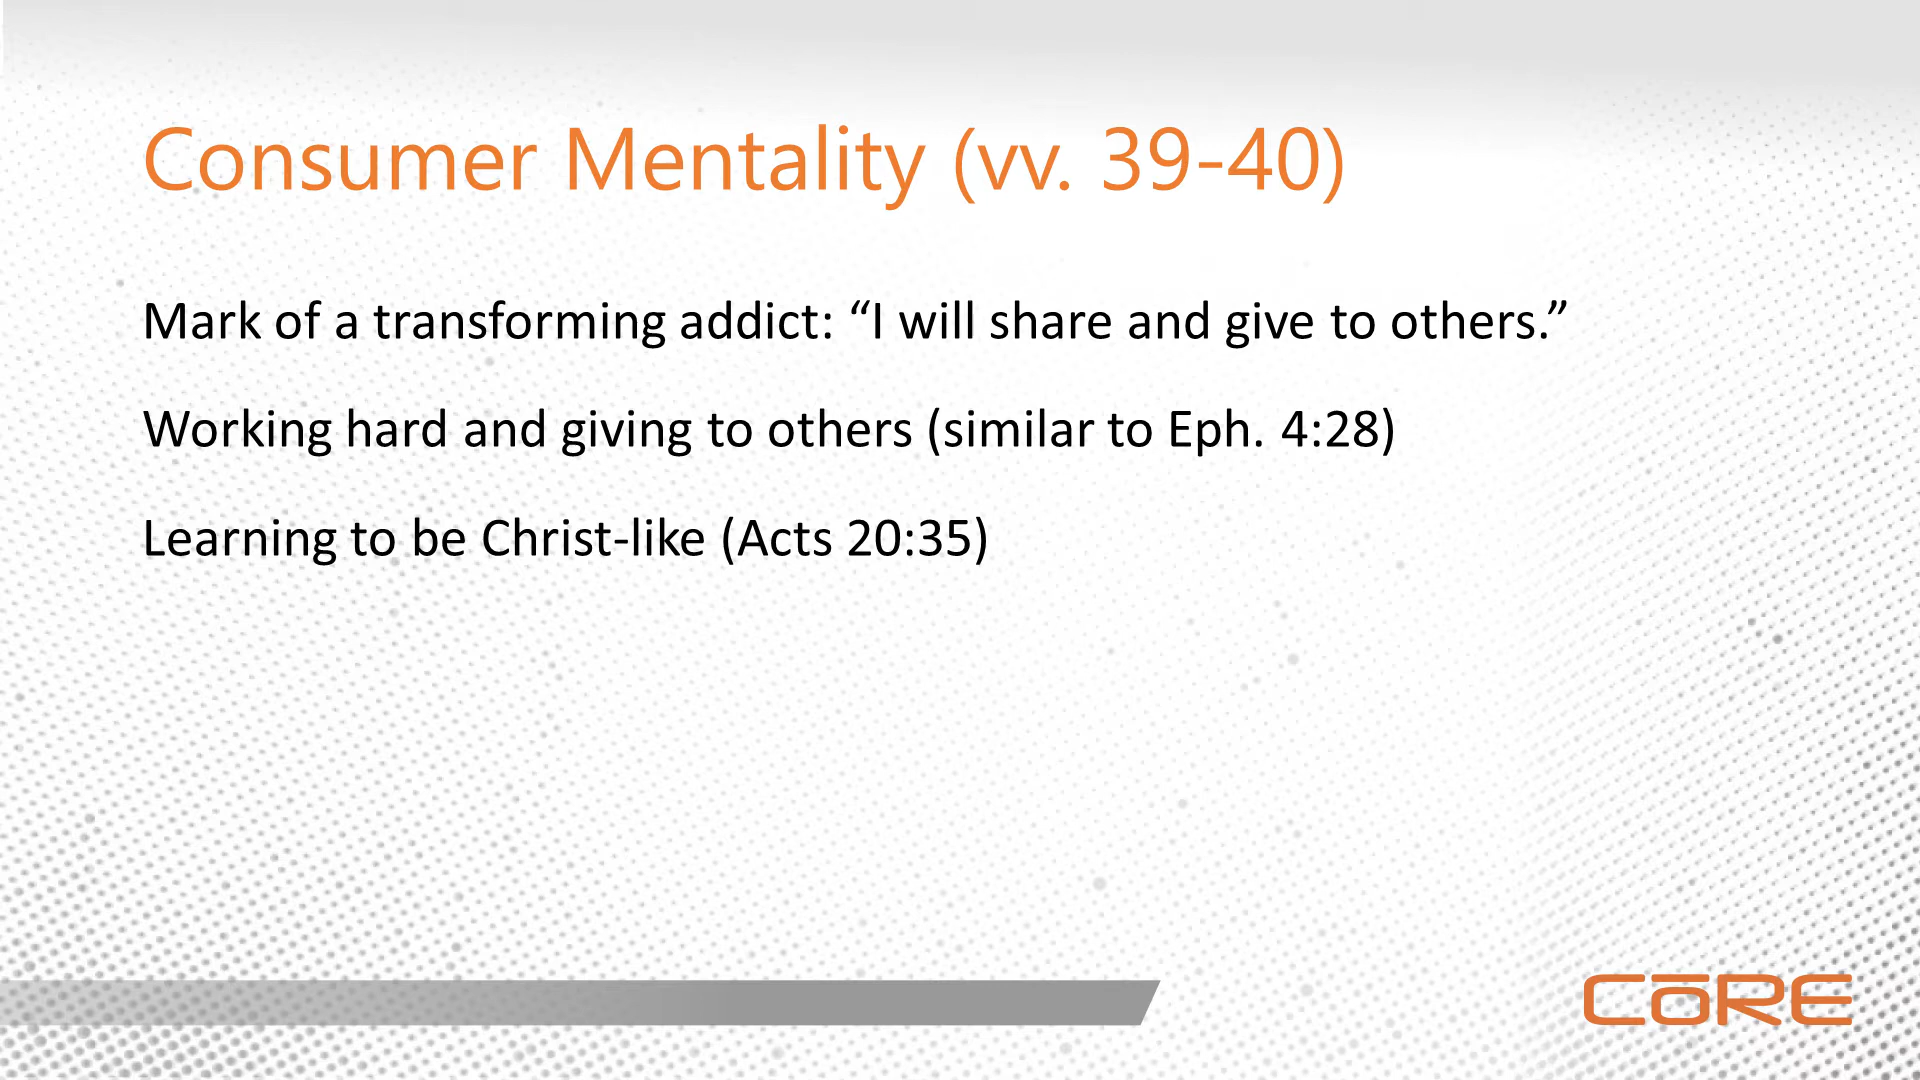 Consumer Mentality (vv. 39-40)
Mark of a transforming addict: “I will share and give to others.”
Working hard and giving to others (similar to Eph. 4:28)
Learning to be Christ-like (Acts 20:35)
CōRE